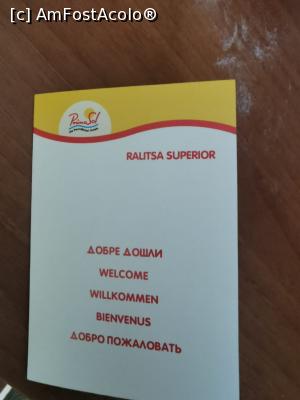 [c] AmFostAcolo®
PrimaSol
RALITSA SUPERIOR
ДОБРЕ ДОШЛИ
WELCOME
WILLKOMMEN
BIENVENUS
ДОБРО ПОЖАЛОВАТЬ